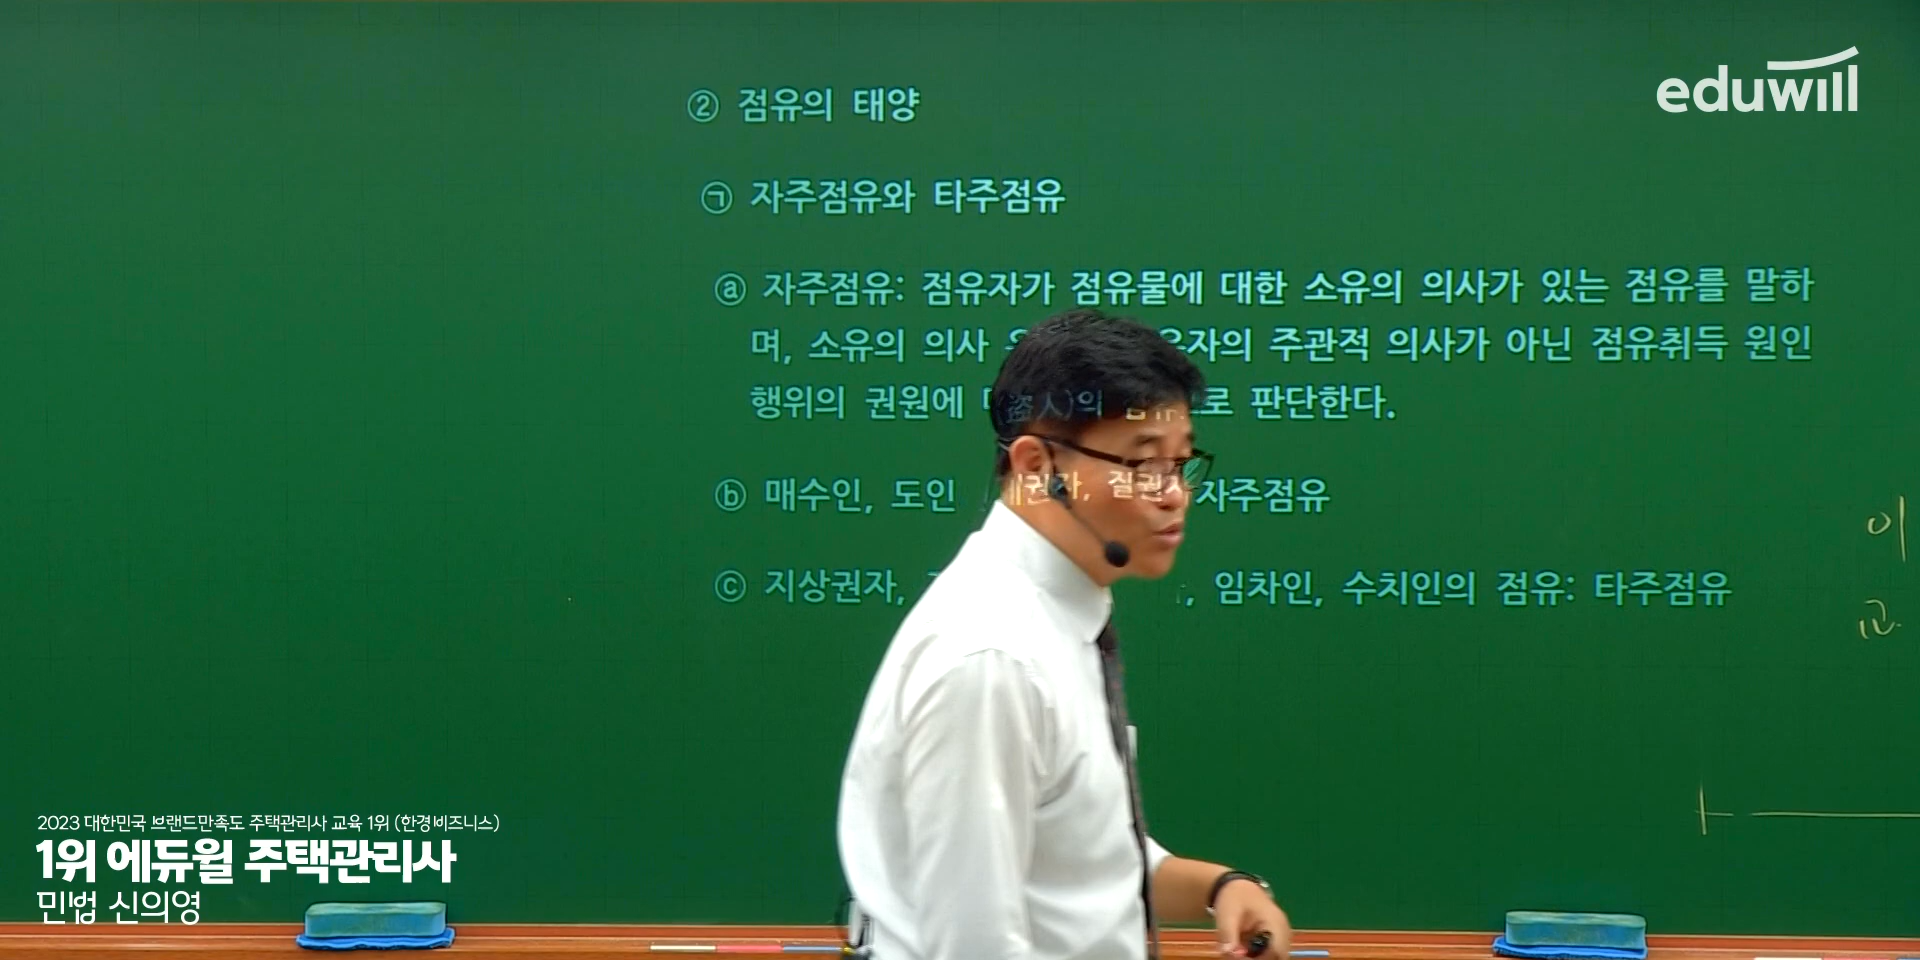 eduwill
② 점유의 태양
㉠ 자주점유와 타주점유
ⓐ 자주점유: 점유자가 점유물에 대한 소유의 의사가 있는 점유를 말하
며, 소유의 의사 주관적 의사가 아닌 점유취득 원인
행위의 권원에 판단한다.
ⓑ 매수인, 도인 자주점유
ⓒ 지상권자, 질권자, 임차인, 수치인의 점유: 타주점유
이
교
2023 대한민국 브랜드만족도 주택관리사 교육 1위 (한경비즈니스)
1위 에듀윌 주택관리사
민법 신의영